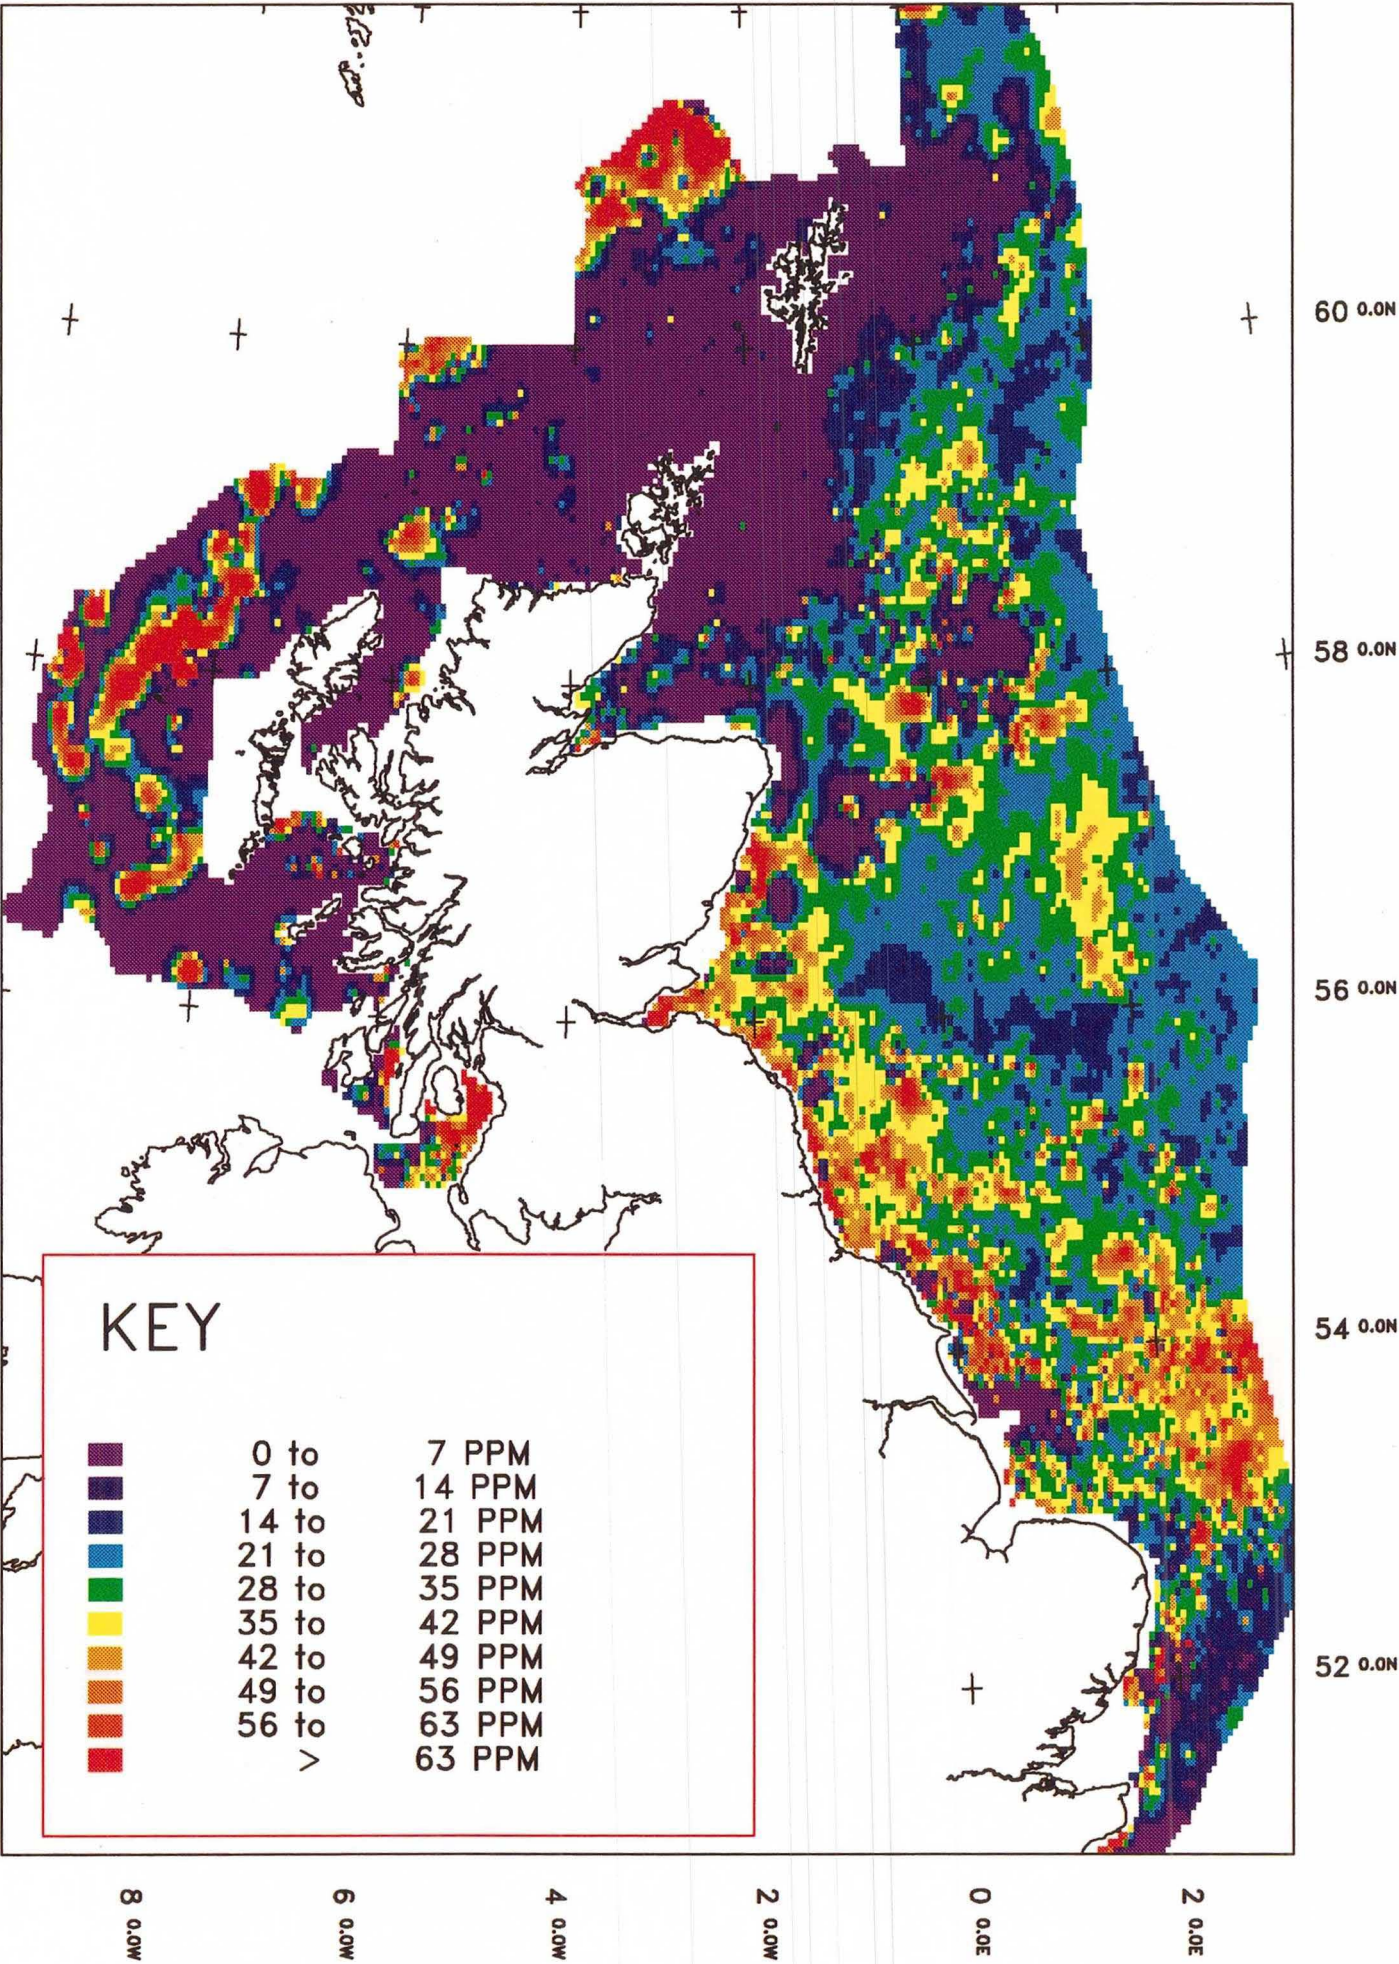 60 0.0N
58 0.0N
56 0.0N
54 0.0N
52 0.0N
KEY
0 to 7 PPM
7 to 14 PPM
14 to 21 PPM
21 to 28 PPM
28 to 35 PPM
35 to 42 PPM
42 to 49 PPM
49 to 56 PPM
56 to 63 PPM
> 63 PPM
8 0.0W
6 0.0W
4 0.0W
2 0.0W
0 0.0E
2 0.0E